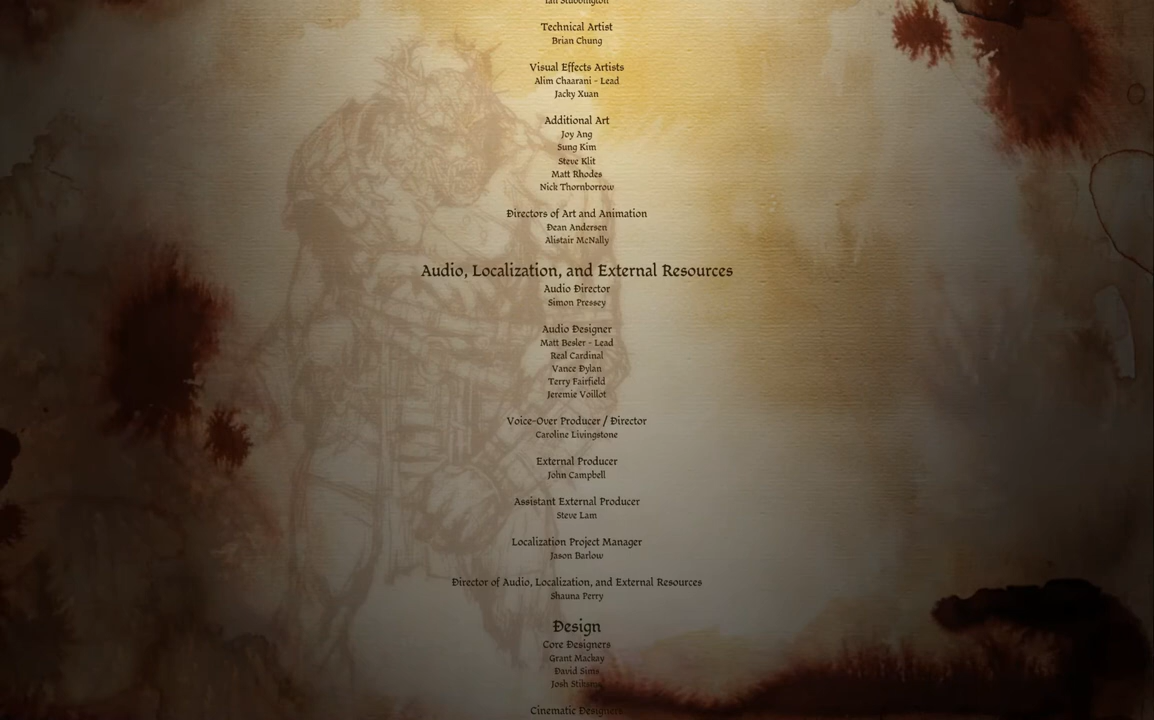 Ian Stubbington
Technical Artist
Brian Chung
Visual Effects Artists
Alim Chaarani - Lead
Jacky Xuan
Additional Art
Joy Ang
Sung Kim
Steve Klit
Matt Rhodes
Nick Thornborrow
Directors of Art and Animation
Dean Andersen
Alistair McNally
Audio, Localization, and External Resources
Audio Director
Simon Pressey
Audio Designer
Matt Besler - Lead
Real Cardinal
Vance Dylan
Terry Fairfield
Jeremie Voillot
Voice-Over Producer / Director
Caroline Livingstone
External Producer
John Campbell
Assistant External Producer
Steve Lam
Localization Project Manager
Jason Barlow
Director of Audio, Localization, and External Resources
Shauna Perry
Design
Core Designers
Grant Mackay
David Sims
Josh Stiksma
Cinematic Designers